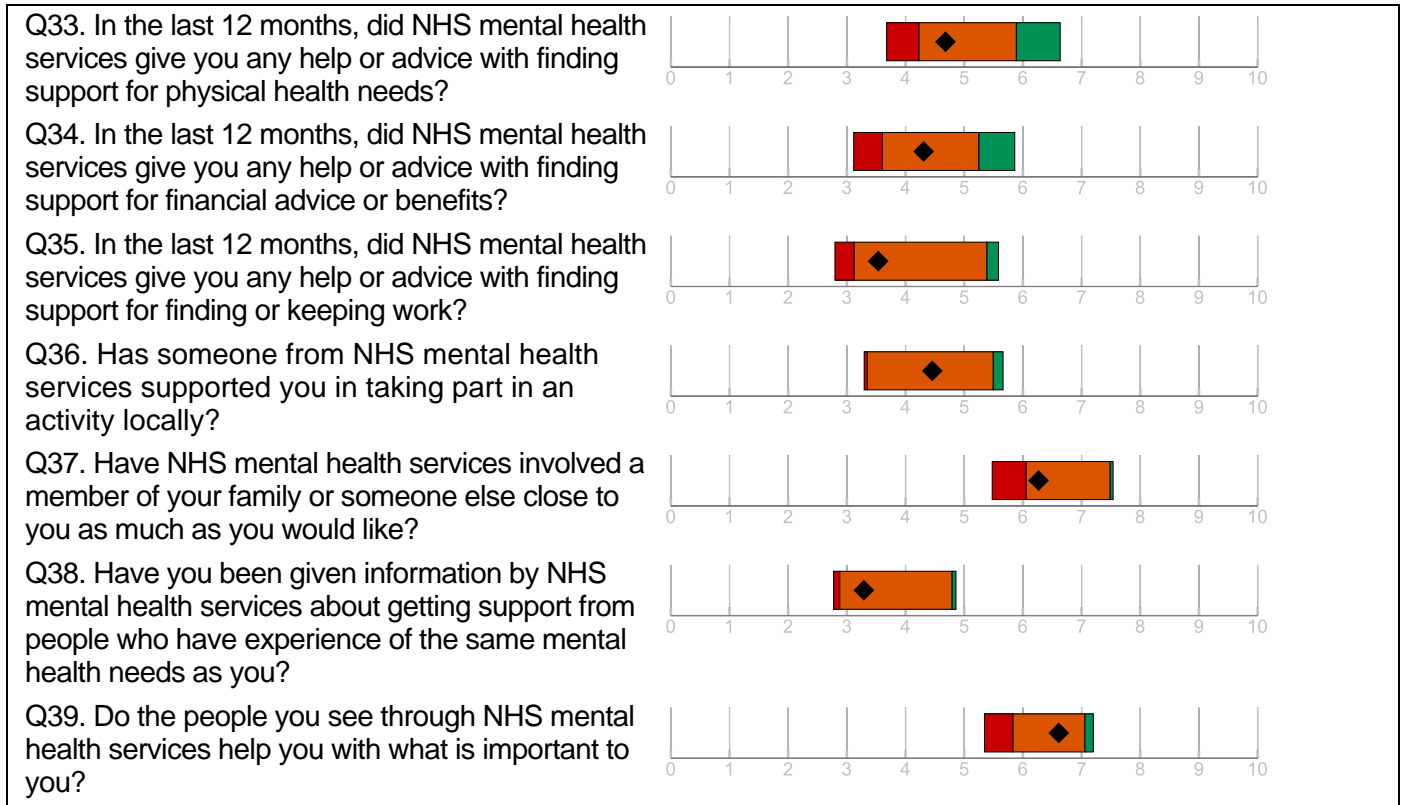 Q33. In the last 12 months, did NHS mental health
services give you any help or advice with finding
support for physical health needs?
0 1 2 3 4 5 6 7 8 9 10
Q34. In the last 12 months, did NHS mental health
services give you any help or advice with finding
support for financial advice or benefits?
0 1 2 3 4 5 6 7 8 9 10
Q35. In the last 12 months, did NHS mental health
services give you any help or advice with finding
support for finding or keeping work?
0 1 2 3 4 5 6 7 8 9 10
Q36. Has someone from NHS mental health
services supported you in taking part in an
activity locally?
0 1 2 3 4 5 6 7 8 9 10
Q37. Have NHS mental health services involved a
member of your family or someone else close to
you as much as you would like?
0 1 2 3 4 5 6 7 8 9 10
Q38. Have you been given information by NHS
mental health services about getting support from
people who have experience of the same mental
health needs as you?
0 1 2 3 4 5 6 7 8 9 10
Q39. Do the people you see through NHS mental
health services help you with what is important to
you?
0 1 2 3 4 5 6 7 8 9 10